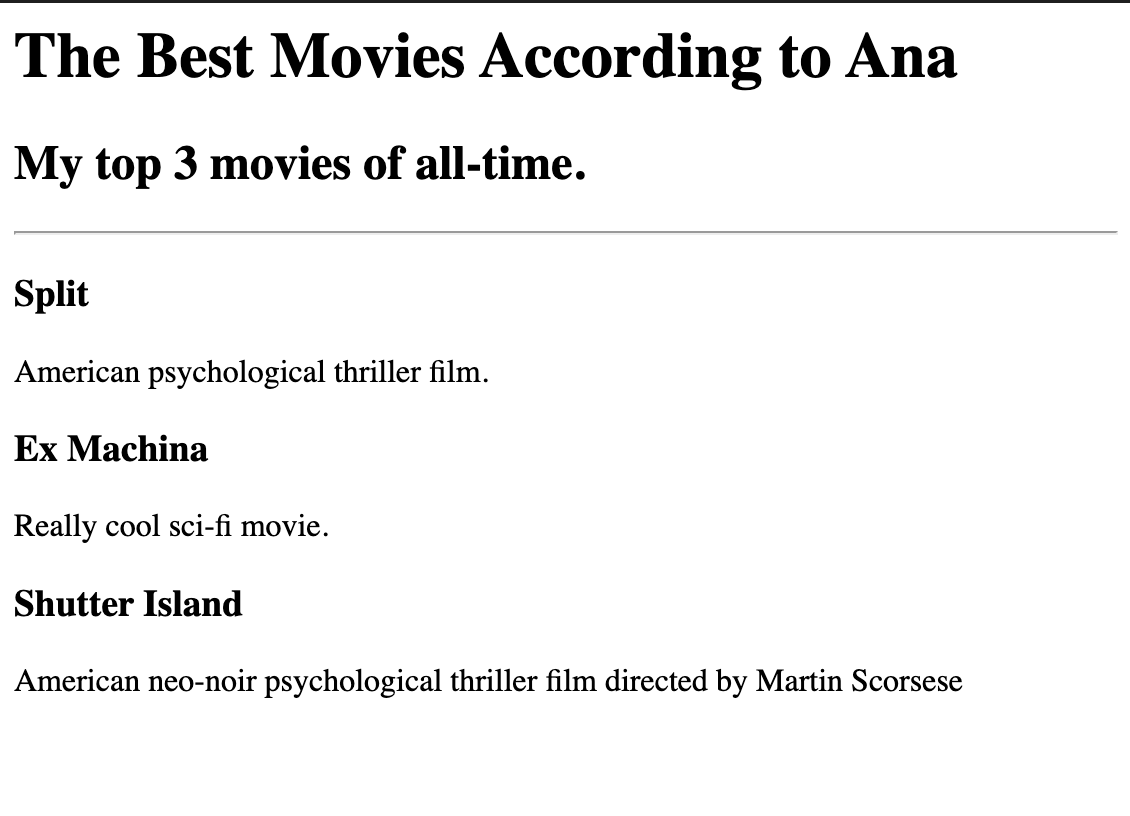 The Best Movies According to Ana
My top 3 movies of all-time.
Split
American psychological thriller film.
Ex Machina
Really cool sci-fi movie.
Shutter Island
American neo-noir psychological thriller film directed by Martin Scorsese